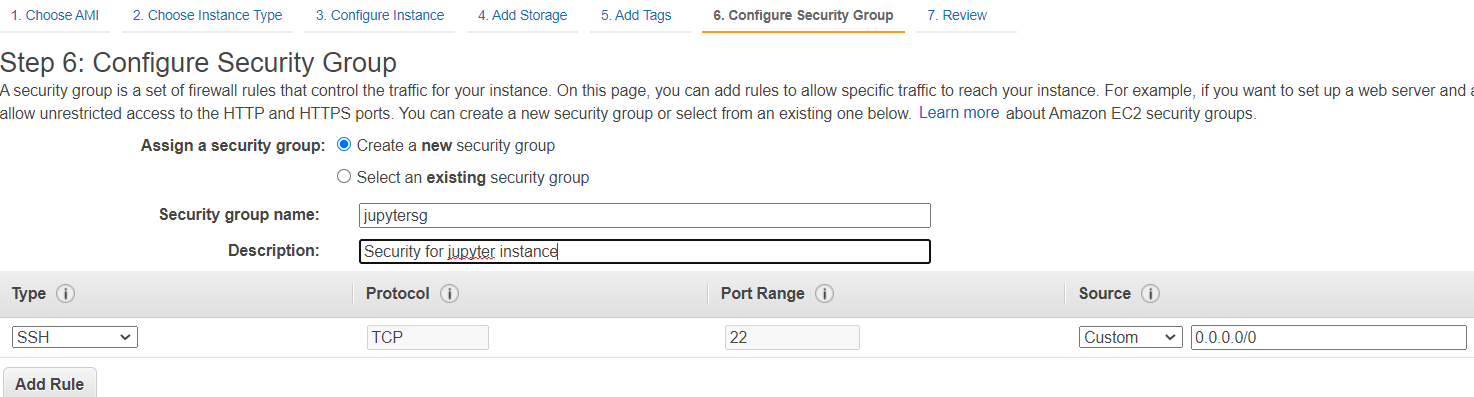 1. Choose AMI 2. Choose Instance Type 3. Configure Instance 4. Add Storage 5. Add Tags 6. Configure Security Group 7. Review
Step 6: Configure Security Group
A security group is a set of firewall rules that control the traffic for your instance. On this page, you can add rules to allow specific traffic to reach your instance. For example, if you want to set up a web server and a
allow unrestricted access to the HTTP and HTTPS ports. You can create a new security group or select from an existing one below. Learn more about Amazon EC2 security groups.
Assign a security group: Create a new security group
Select an existing security group
Security group name: jupytersg
Description: Security for jupyter instance
Type i Protocol i Port Range i Source i
SSH TCP 22 Custom 0.0.0.0/0
Add Rule